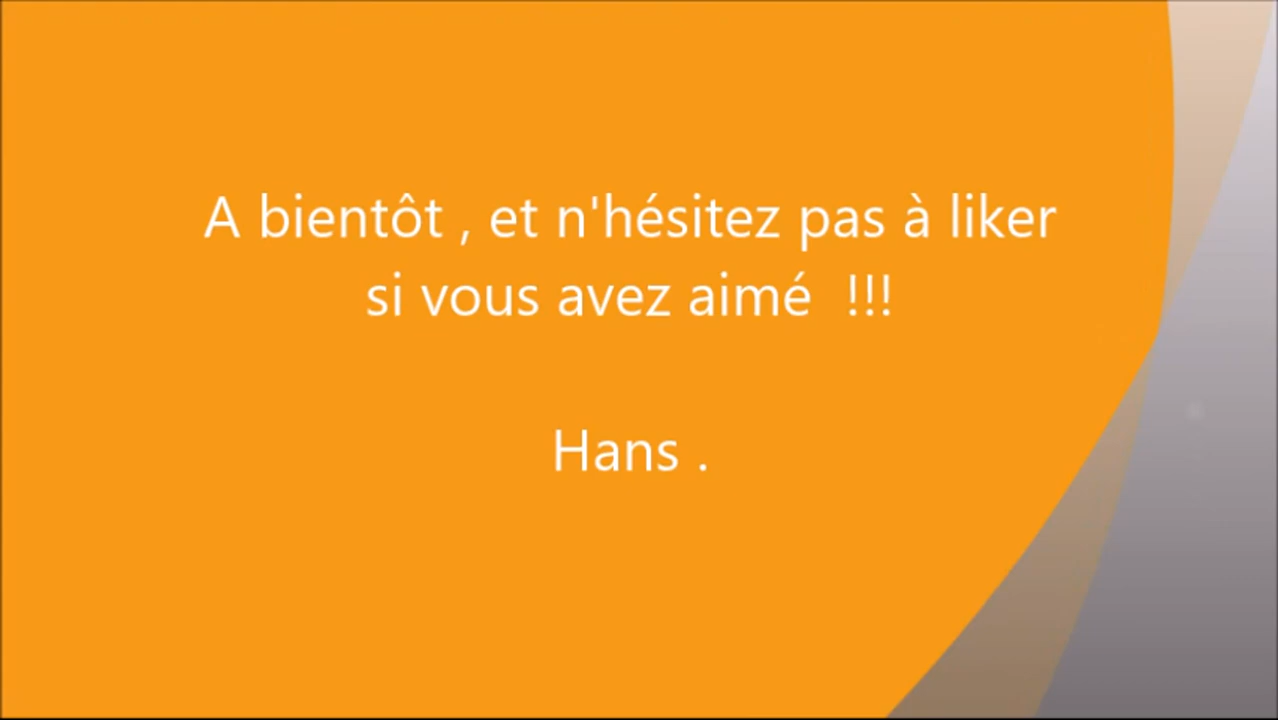 A bientôt , et n'hésitez pas à liker
si vous avez aimé  !!!
Hans .